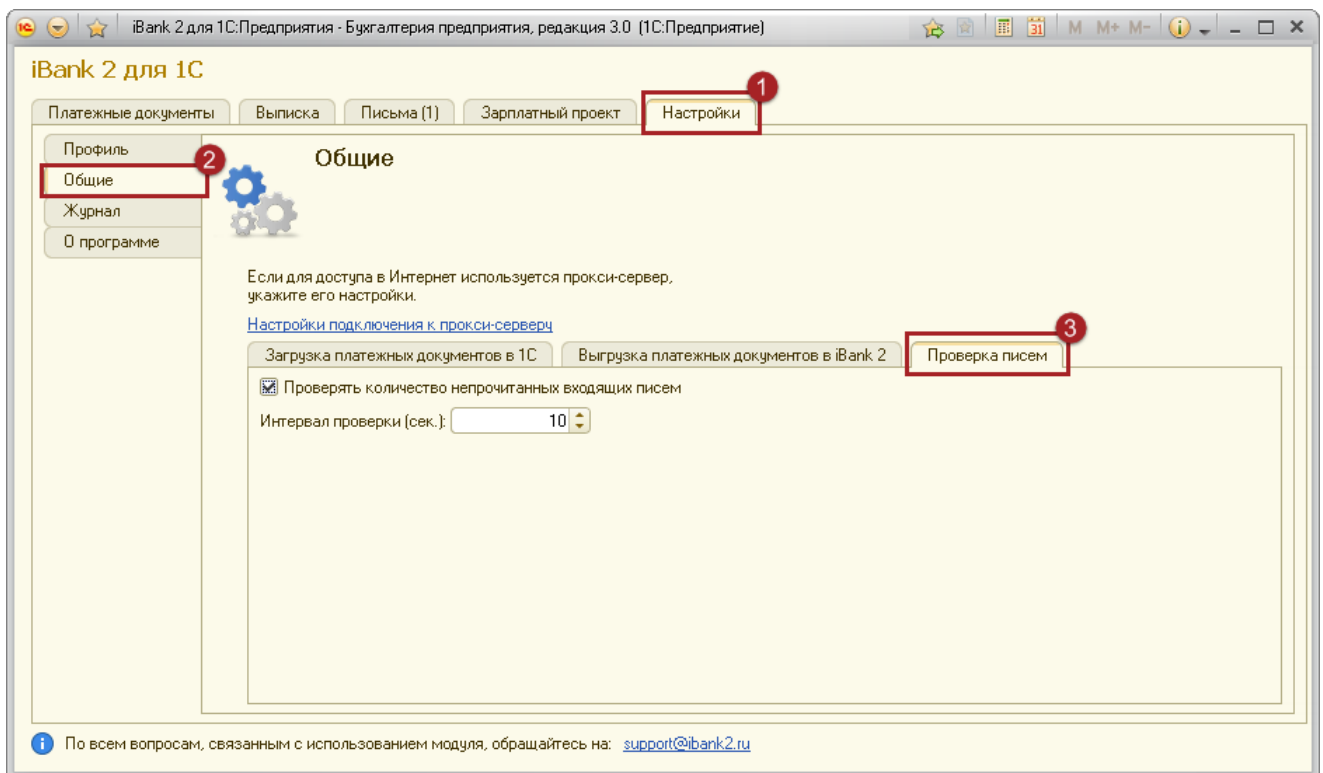 iBank 2 для 1С:Предприятия - Бухгалтерия предприятия, редакция 3.0 (1С:Предприятие)
31 M M+ M-
iBank 2 для 1С
1
Платежные документы Выписка Письма (1) Зарплатный проект Настройки
Профиль
2
Общие
Общие
Журнал
О программе
Если для доступа в Интернет используется прокси-сервер,
укажите его настройки.
Настройки подключения к прокси-серверу
3
Загрузка платежных документов в 1С Выгрузка платежных документов в iBank 2 Проверка писем
Проверять количество непрочитанных входящих писем
Интервал проверки (сек.): 10
По всем вопросам, связанным с использованием модуля, обращайтесь на: support@ibank2.ru